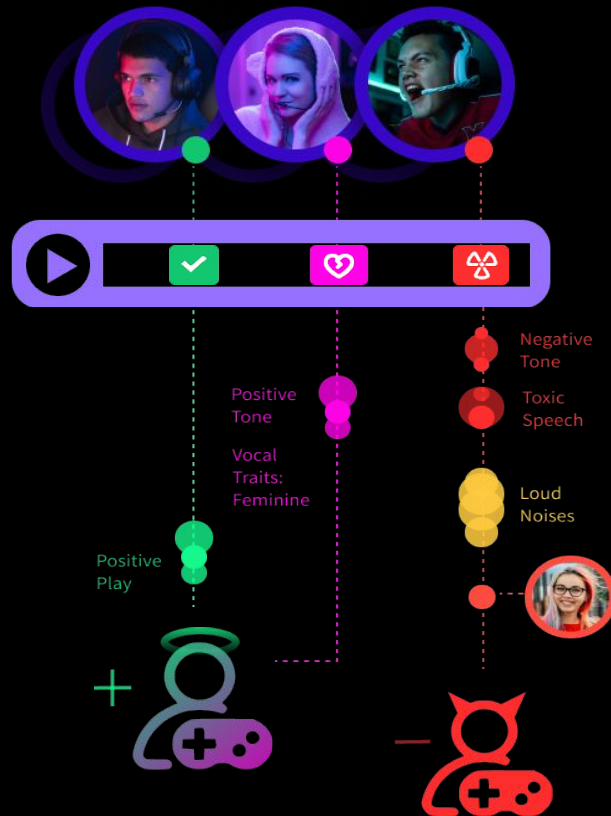 Negative
Tone
Positive
Tone
Toxic
Speech
Vocal
Traits:
Feminine
Loud
Noises
Positive
Play